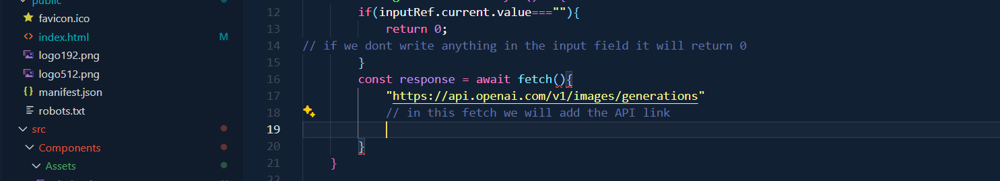 public
favicon.ico
index.html M
logo192.png
logo512.png
manifest.json
robots.txt
src
Components
Assets
12 if(inputRef.current.value===""){
13 return 0;
14 // if we dont write anything in the input field it will return 0
15 }
16 const response = await fetch(){
17 "https://api.openai.com/v1/images/generations"
18 // in this fetch we will add the API link
19
20 }
21 }
22